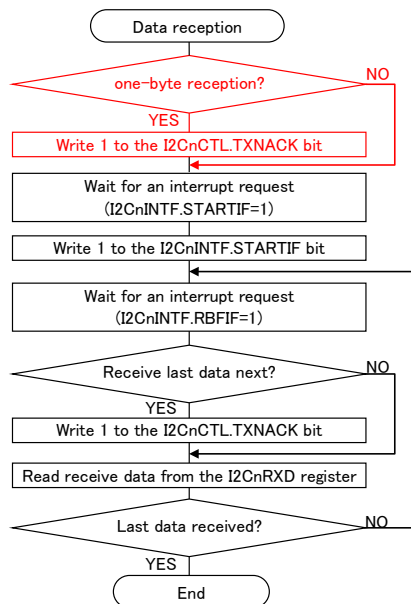 Data reception
one-byte reception?
NO
YES
Write 1 to the I2CnCTL.TXNACK bit
Wait for an interrupt request
(I2CnINTF.STARTIF=1)
Write 1 to the I2CnINTF.STARTIF bit
Wait for an interrupt request
(I2CnINTF.RBFIF=1)
Receive last data next?
NO
YES
Write 1 to the I2CnCTL.TXNACK bit
Read receive data from the I2CnRXD register
Last data received?
NO
YES
End